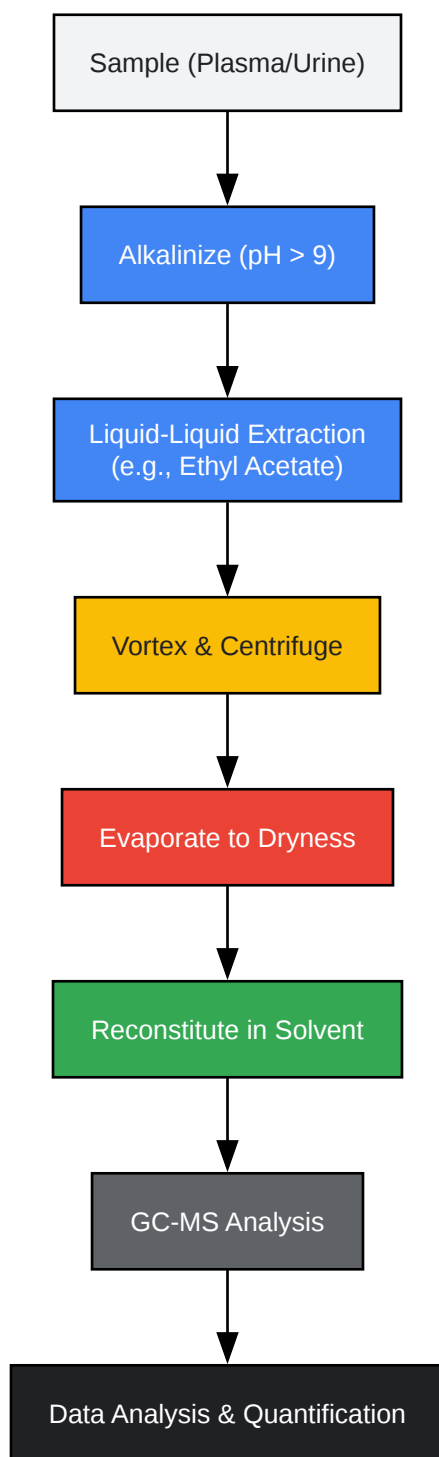 Sample (Plasma/Urine)
Alkalinize (pH > 9)
Liquid-Liquid Extraction
(e.g., Ethyl Acetate)
Vortex & Centrifuge
Evaporate to Dryness
Reconstitute in Solvent
GC-MS Analysis
Data Analysis & Quantification